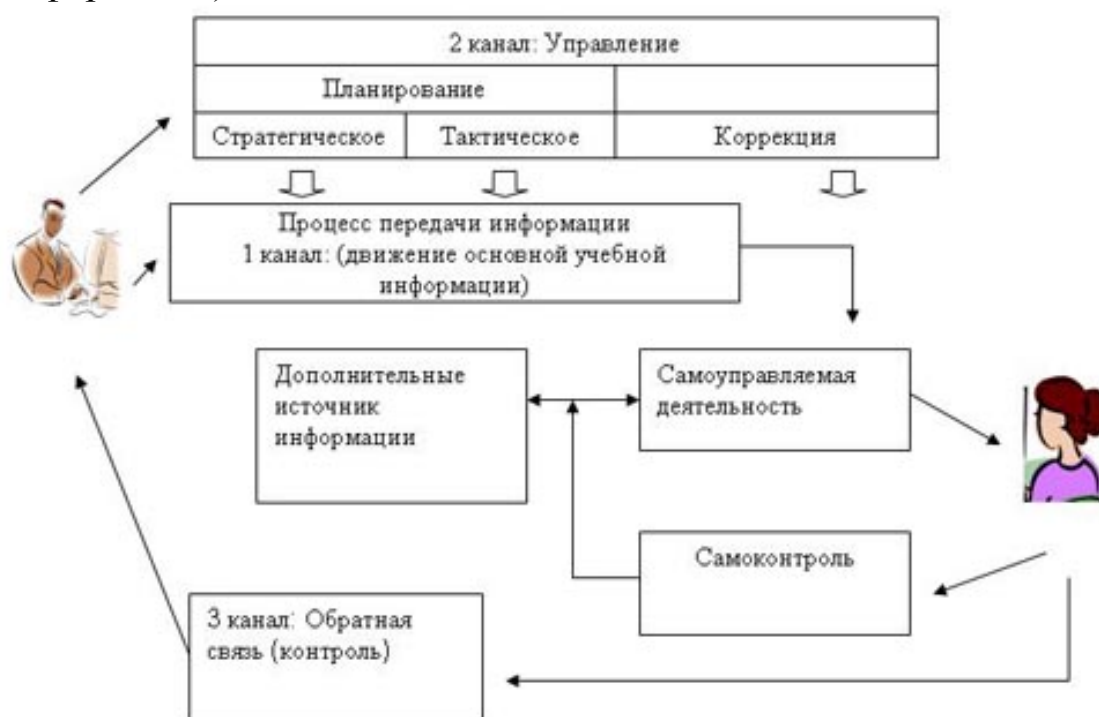 2 канал: Управление
Планирование
Стратегическое
Тактическое
Коррекция
Процесс передачи информации
1 канал: (движение основной учебной
информации)
Дополнительные
источник
информации
Самоуправляемая
деятельность
Самоконтроль
3 канал: Обратная
связь (контроль)